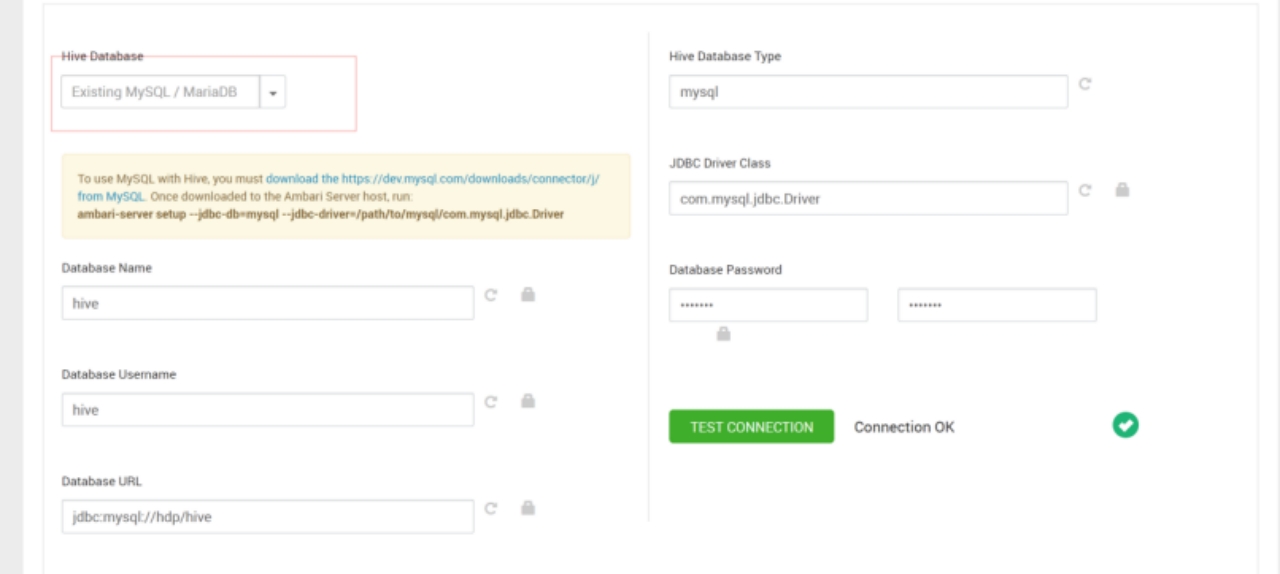 Hive Database
Existing MySQL / MariaDB
To use MySQL with Hive, you must download the https://dev.mysql.com/downloads/connector/j/
from MySQL. Once downloaded to the Ambari Server host, run:
ambari-server setup --jdbc-db=mysql --jdbc-driver=/path/to/mysql/com.mysql.jdbc.Driver
Database Name
hive
Database Username
hive
Database URL
jdbc:mysql://hdp/hive
Hive Database Type
mysql
JDBC Driver Class
com.mysql.jdbc.Driver
Database Password
••••••• •••••••
TEST CONNECTION Connection OK